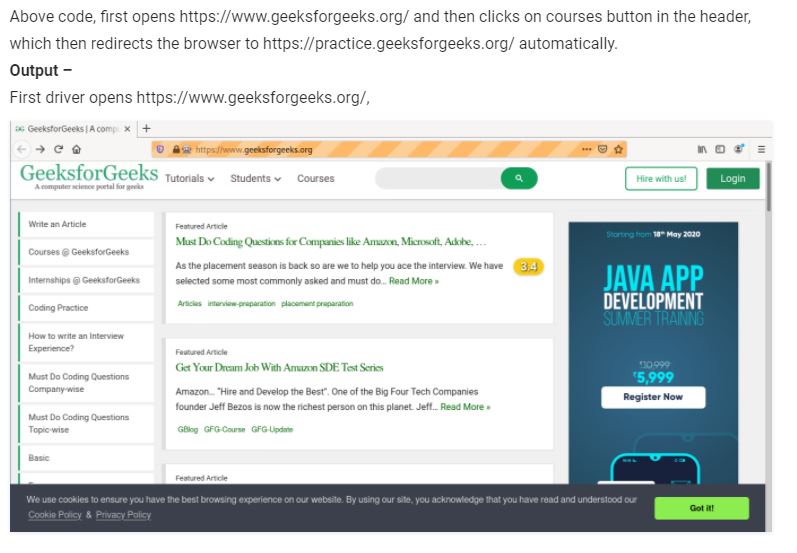 Above code, first opens https://www.geeksforgeeks.org/ and then clicks on courses button in the header,
which then redirects the browser to https://practice.geeksforgeeks.org/ automatically.
Output –
First driver opens https://www.geeksforgeeks.org/,
GeeksforGeeks | A comp
https://www.geeksforgeeks.org
GeeksforGeeks
A computer science portal for geeks
Tutorials
Students
Courses
Hire with us!
Login
Write an Article
Courses @ GeeksforGeeks
Internships @ GeeksforGeeks
Coding Practice
How to write an Interview
Experience?
Must Do Coding Questions
Company-wise
Must Do Coding Questions
Topic-wise
Basic
Featured Article
Must Do Coding Questions for Companies like Amazon, Microsoft, Adobe, …
As the placement season is back so are we to help you ace the interview. We have
selected some most commonly asked and must do... Read More »
3.4
Articles interview-preparation placement preparation
Featured Article
Get Your Dream Job With Amazon SDE Test Series
Amazon... "Hire and Develop the Best". One of the Big Four Tech Companies
founder Jeff Bezos is now the richest person on this planet. Jeff... Read More »
GBlog GFG-Course GFG-Update
Featured Article
Starting from 18th May 2020
JAVA APP
DEVELOPMENT
SUMMER TRAINING
₹10,999
₹5,999
Register Now
We use cookies to ensure you have the best browsing experience on our website. By using our site, you acknowledge that you have read and understood our
Cookie Policy & Privacy Policy
Got it!